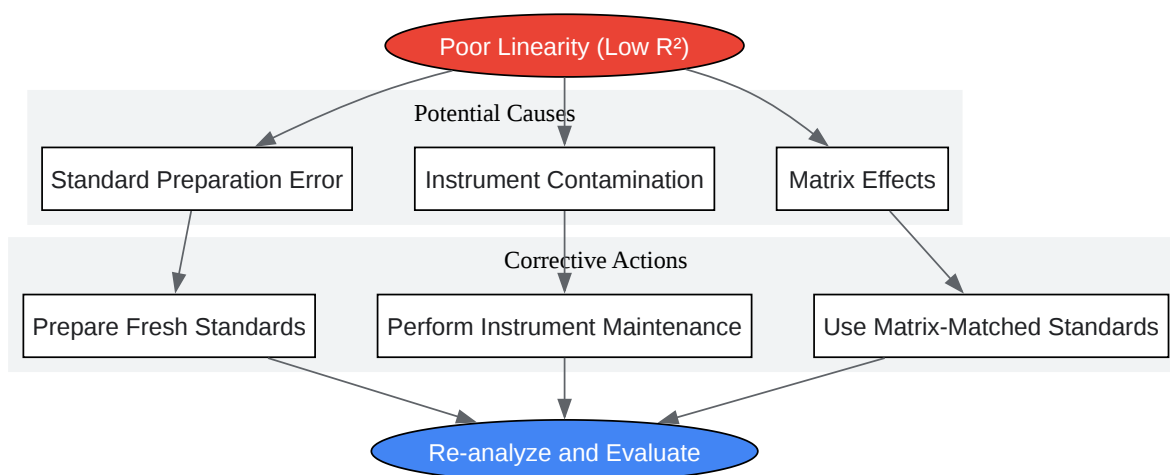 Poor Linearity (Low R²)
Potential Causes
Standard Preparation Error
Instrument Contamination
Matrix Effects
Corrective Actions
Prepare Fresh Standards
Perform Instrument Maintenance
Use Matrix-Matched Standards
Re-analyze and Evaluate